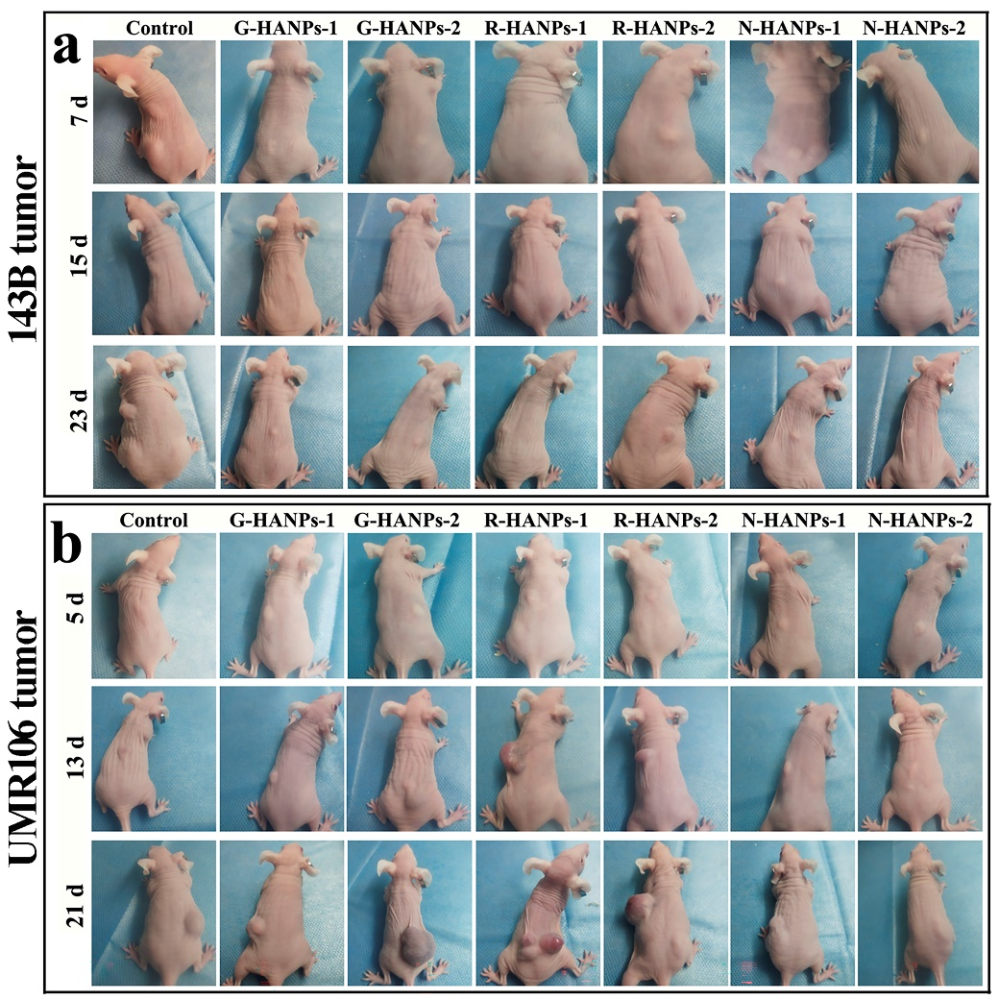 a
Control G-HANPs-1 G-HANPs-2 R-HANPs-1 R-HANPs-2 N-HANPs-1 N-HANPs-2
7 d
15 d
23 d
143B tumor
b
Control G-HANPs-1 G-HANPs-2 R-HANPs-1 R-HANPs-2 N-HANPs-1 N-HANPs-2
5 d
13 d
21 d
UMR106 tumor